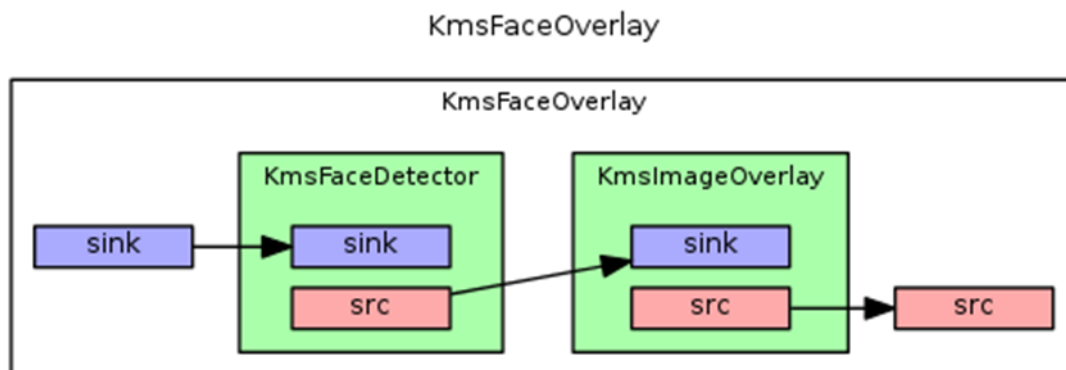 KmsFaceOverlay
KmsFaceOverlay
KmsFaceDetector
KmsImageOverlay
sink
sink
sink
src
src
src